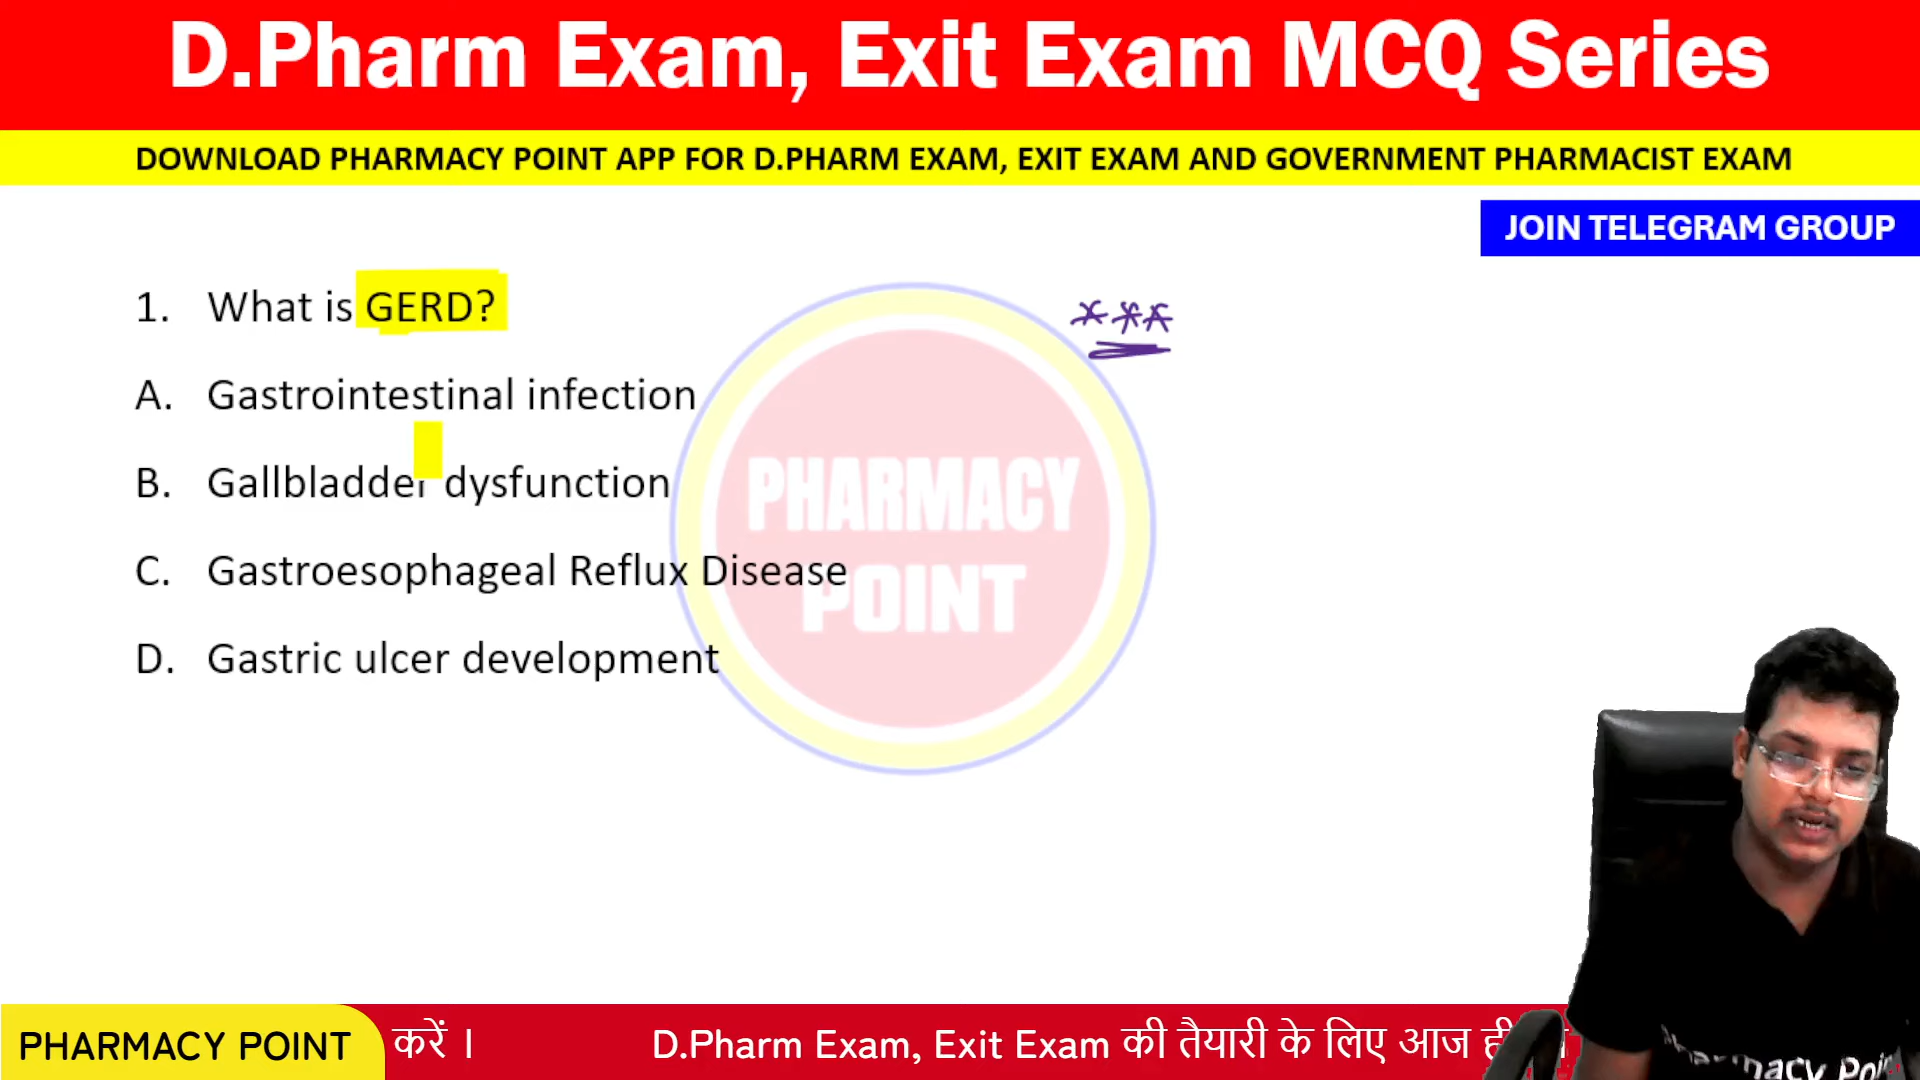 D.Pharm Exam, Exit Exam MCQ Series
DOWNLOAD PHARMACY POINT APP FOR D.PHARM EXAM, EXIT EXAM AND GOVERNMENT PHARMACIST EXAM
JOIN TELEGRAM GROUP
1. What is GERD?
***
A. Gastrointestinal infection
B. Gallbladder dysfunction
C. Gastroesophageal Reflux Disease
D. Gastric ulcer development
PHARMACY
POINT
PHARMACY POINT
करें । D.Pharm Exam, Exit Exam की तैयारी के लिए आज ही